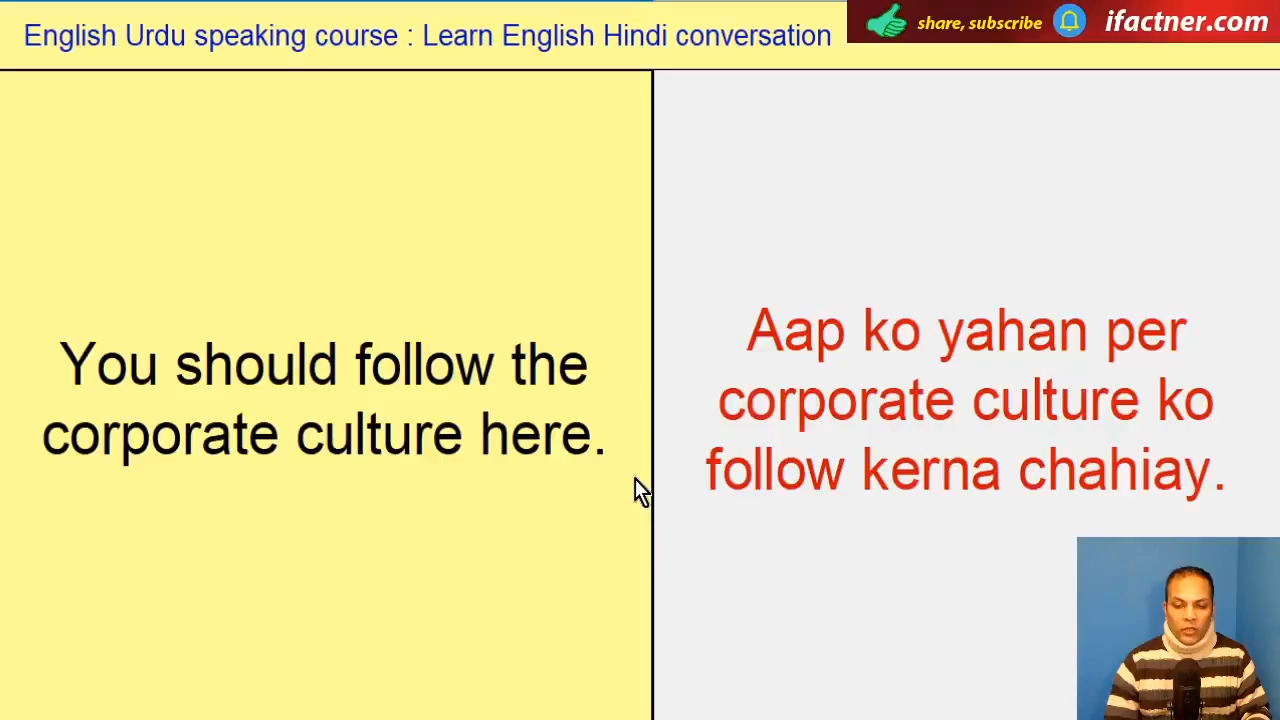 English Urdu speaking course : Learn English Hindi conversation
share, subscribe
ifactner.com
You should follow the
corporate culture here.
Aap ko yahan per
corporate culture ko
follow kerna chahiay.